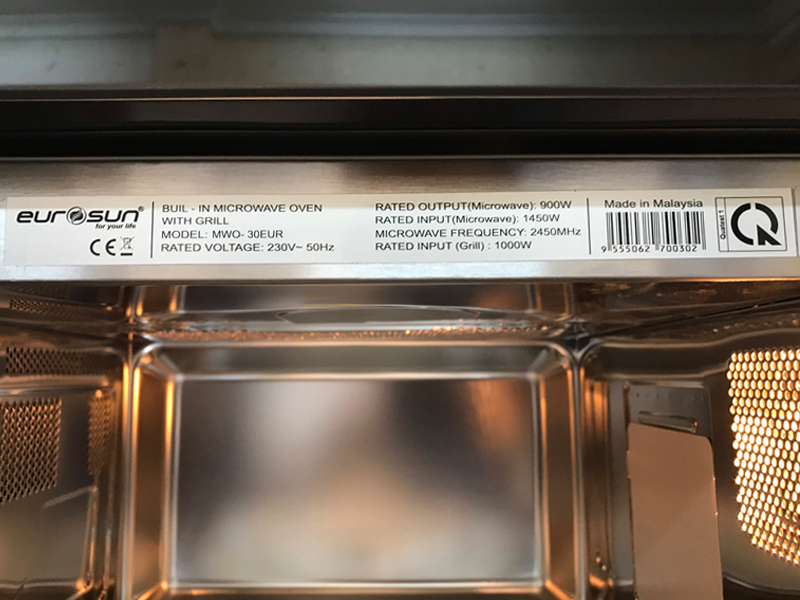 eurosun®
for your life
CE
BUIL - IN MICROWAVE OVEN
WITH GRILL
MODEL: MWO- 30EUR
RATED VOLTAGE: 230V~ 50Hz
RATED OUTPUT(Microwave): 900W
RATED INPUT(Microwave): 1450W
MICROWAVE FREQUENCY: 2450MHz
RATED INPUT (Grill) : 1000W
Made in Malaysia
9 555062 700302
Quatest 1